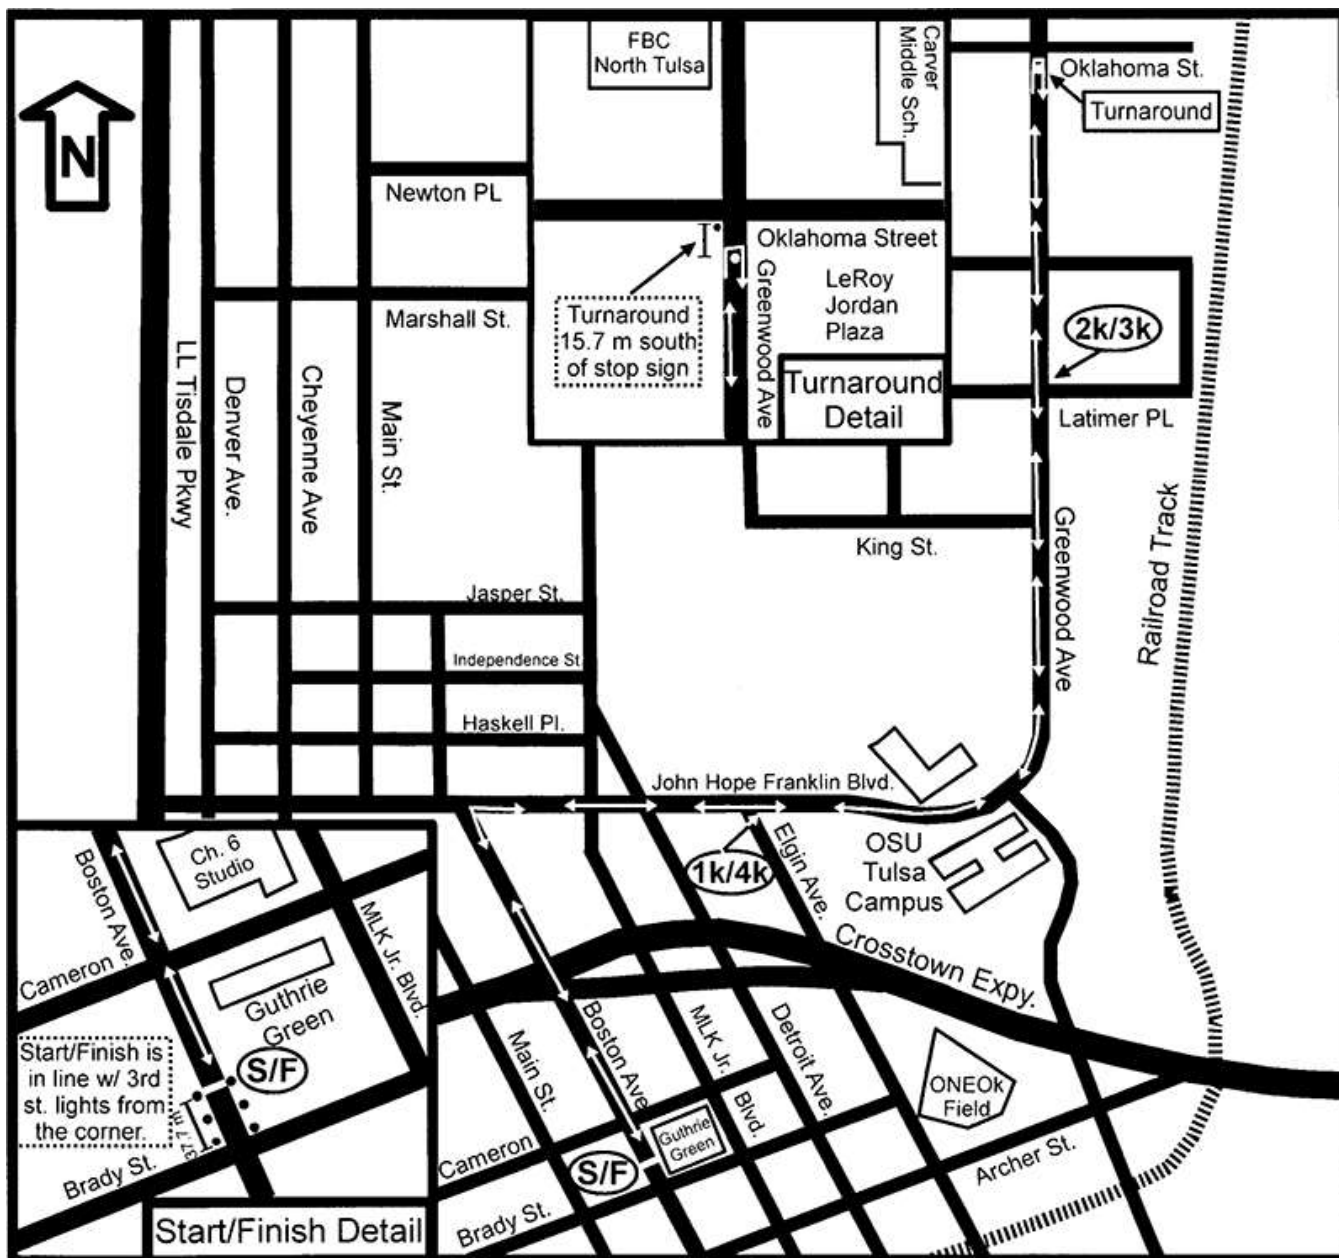 FBC
North Tulsa
Carver
Middle Sch.
Oklahoma St.
Turnaround
N
Newton PL
Oklahoma Street
LeRoy
Jordan
Plaza
Greenwood Ave
Turnaround
15.7 m south
of stop sign
Turnaround
Detail
Marshall St.
2k/3k
Latimer PL
LL Tisdale Pkwy
Denver Ave.
Cheyenne Ave
Main St.
King St.
Greenwood Ave
Railroad Track
Jasper St.
Independence St
Haskell Pl.
John Hope Franklin Blvd.
1k/4k
Elgin Ave.
OSU
Tulsa
Campus
Crosstown Expy.
Boston Ave.
Ch. 6
Studio
MLK Jr. Blvd.
Cameron
Guthrie
Green
Start/Finish is
in line w/ 3rd
st. lights from
the corner.
S/F
37.7 m
Brady St.
Start/Finish Detail
Main St.
Boston Ave.
MLK Jr.
Blvd.
Detroit Ave.
ONEOk
Field
Cameron
Guthrie
Green
S/F
Brady St.
Archer St.